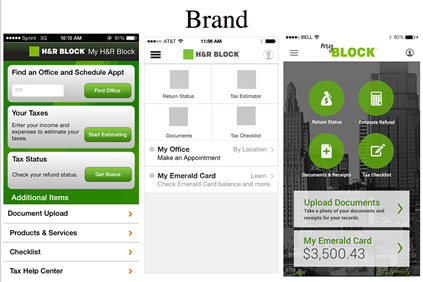 Brand
Sprint 3G 10:10 AM 93%
H&R BLOCK My H&R Block
Find an Office and Schedule Appt
ZIP Find Office
Your Taxes
Enter your income and
expenses to estimate your
taxes.
Start Estimating
Tax Status
Check your refund status.
Get Status
Additional Items
Document Upload
Products & Services
Checklist
Tax Help Center
AT&T 11:56 AM
H&R BLOCK
Return Status Tax Estimator
Documents Tax Checklist
My Office By Location
Make an Appointment
My Emerald Card Learn
Check Emerald Card balance and more.
BELL 82%
my
BLOCK
Return Status Estimate Refund
Documents & Receipts Tax Checklist
Upload Documents
Take a photo of your documents and
receipts for your records.
My Emerald Card
$3,500.43